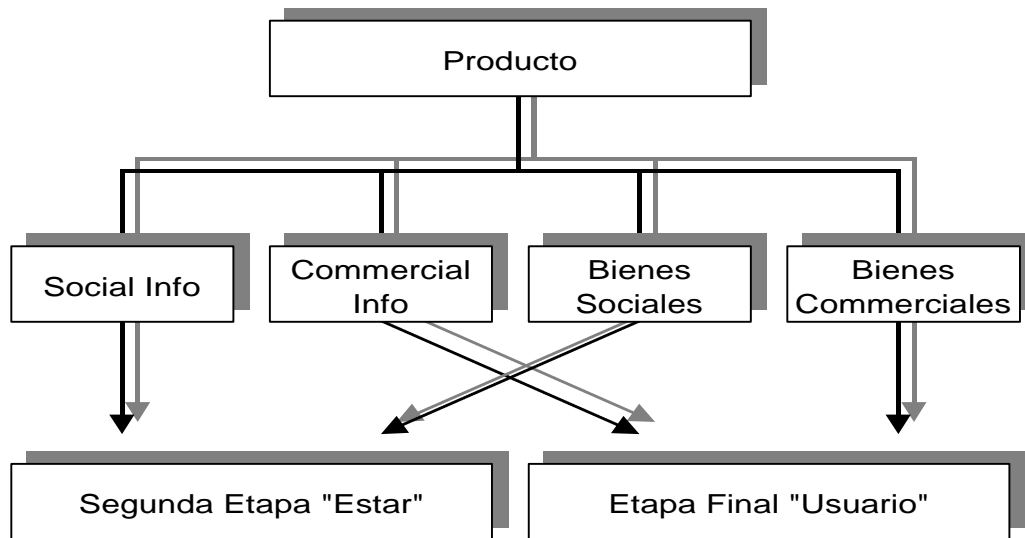 Producto
Social Info
Commercial
Info
Bienes
Sociales
Bienes
Commerciales
Segunda Etapa "Estar"
Etapa Final "Usuario"